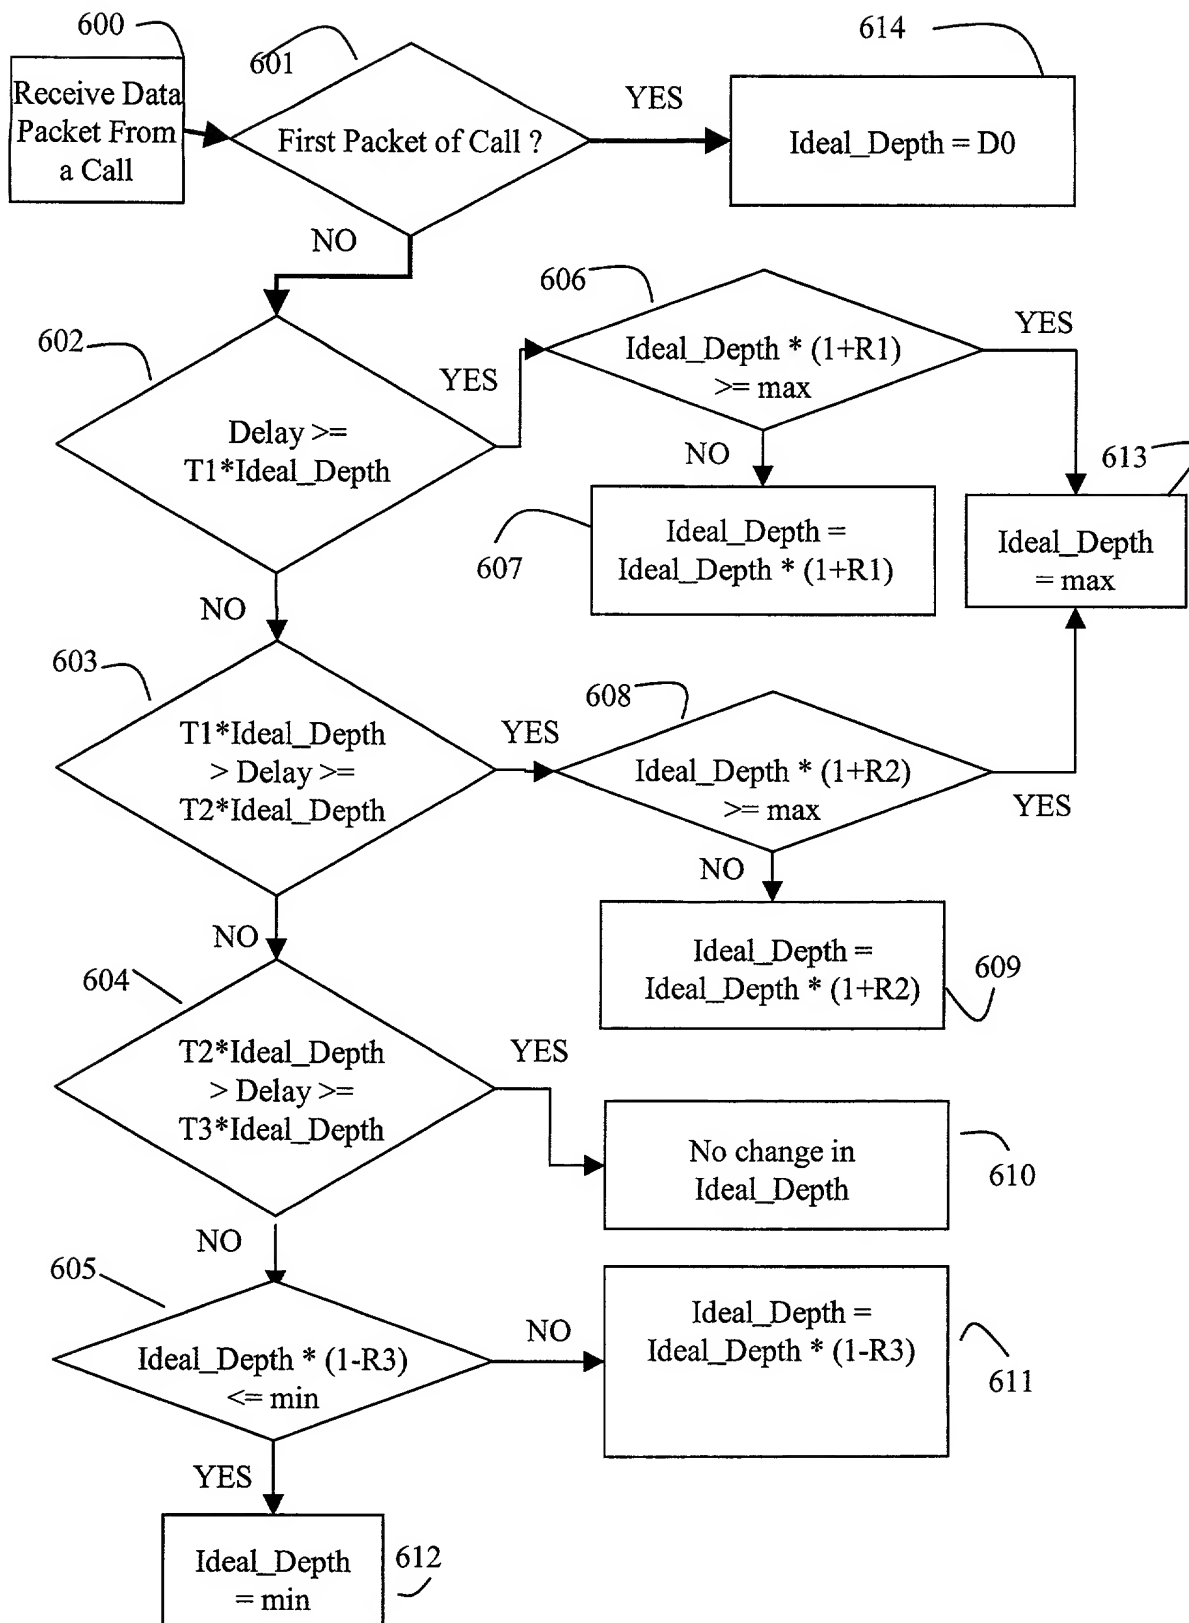 600
601
614
Receive Data
Packet From
a Call
First Packet of Call ?
YES
Ideal_Depth = D0
NO
606
602
Ideal_Depth * (1+R1)
>= max
YES
YES
Delay >=
T1*Ideal_Depth
NO
613
607
Ideal_Depth =
Ideal_Depth * (1+R1)
Ideal_Depth
= max
NO
603
608
T1*Ideal_Depth
> Delay >=
T2*Ideal_Depth
YES
Ideal_Depth * (1+R2)
>= max
YES
NO
NO
Ideal_Depth =
Ideal_Depth * (1+R2)
609
604
T2*Ideal_Depth
> Delay >=
T3*Ideal_Depth
YES
No change in
Ideal_Depth
610
NO
605
Ideal_Depth * (1-R3)
<= min
NO
Ideal_Depth =
Ideal_Depth * (1-R3)
611
YES
Ideal_Depth
= min
612